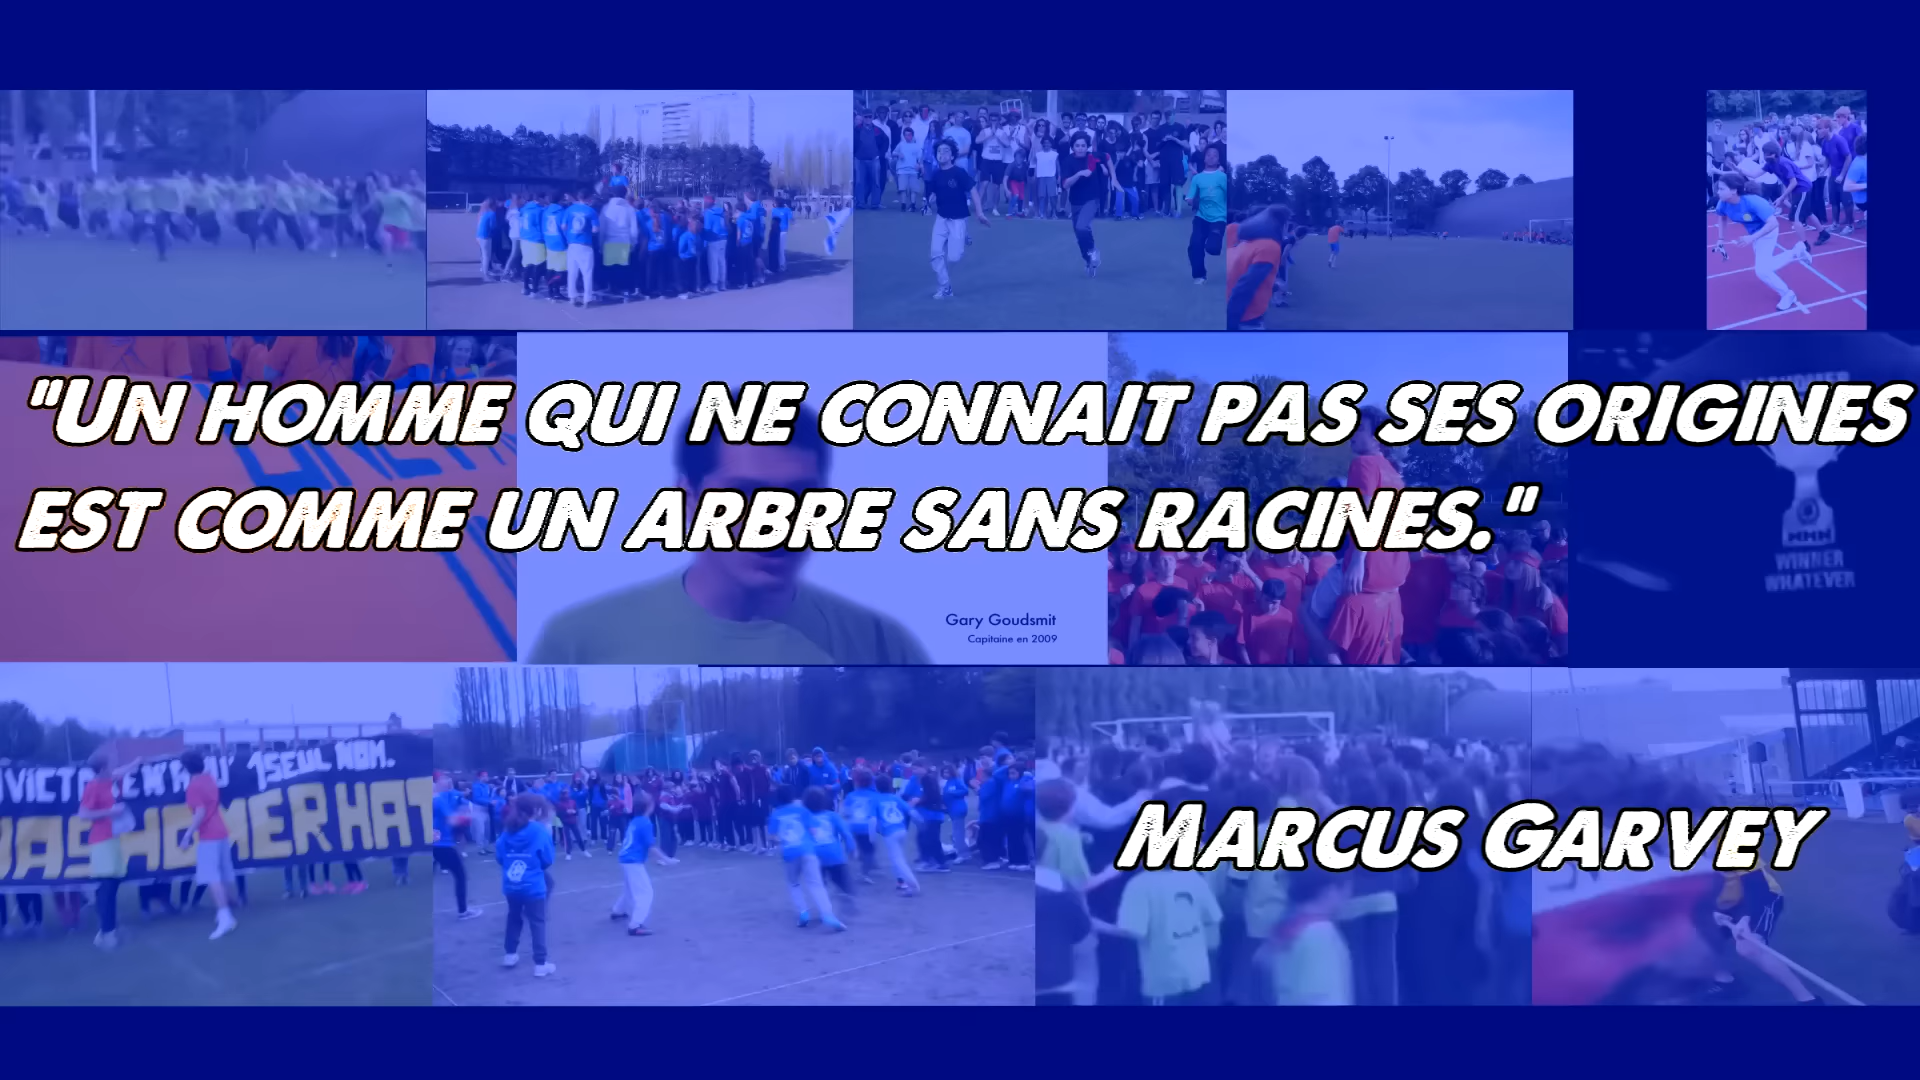 "Un homme qui ne connait pas ses origines
est comme un arbre sans racines."
Gary Goudsmit
Capitaine en 2009
WINNER
WHATEVER
1 SEUL NOM.
Marcus Garvey